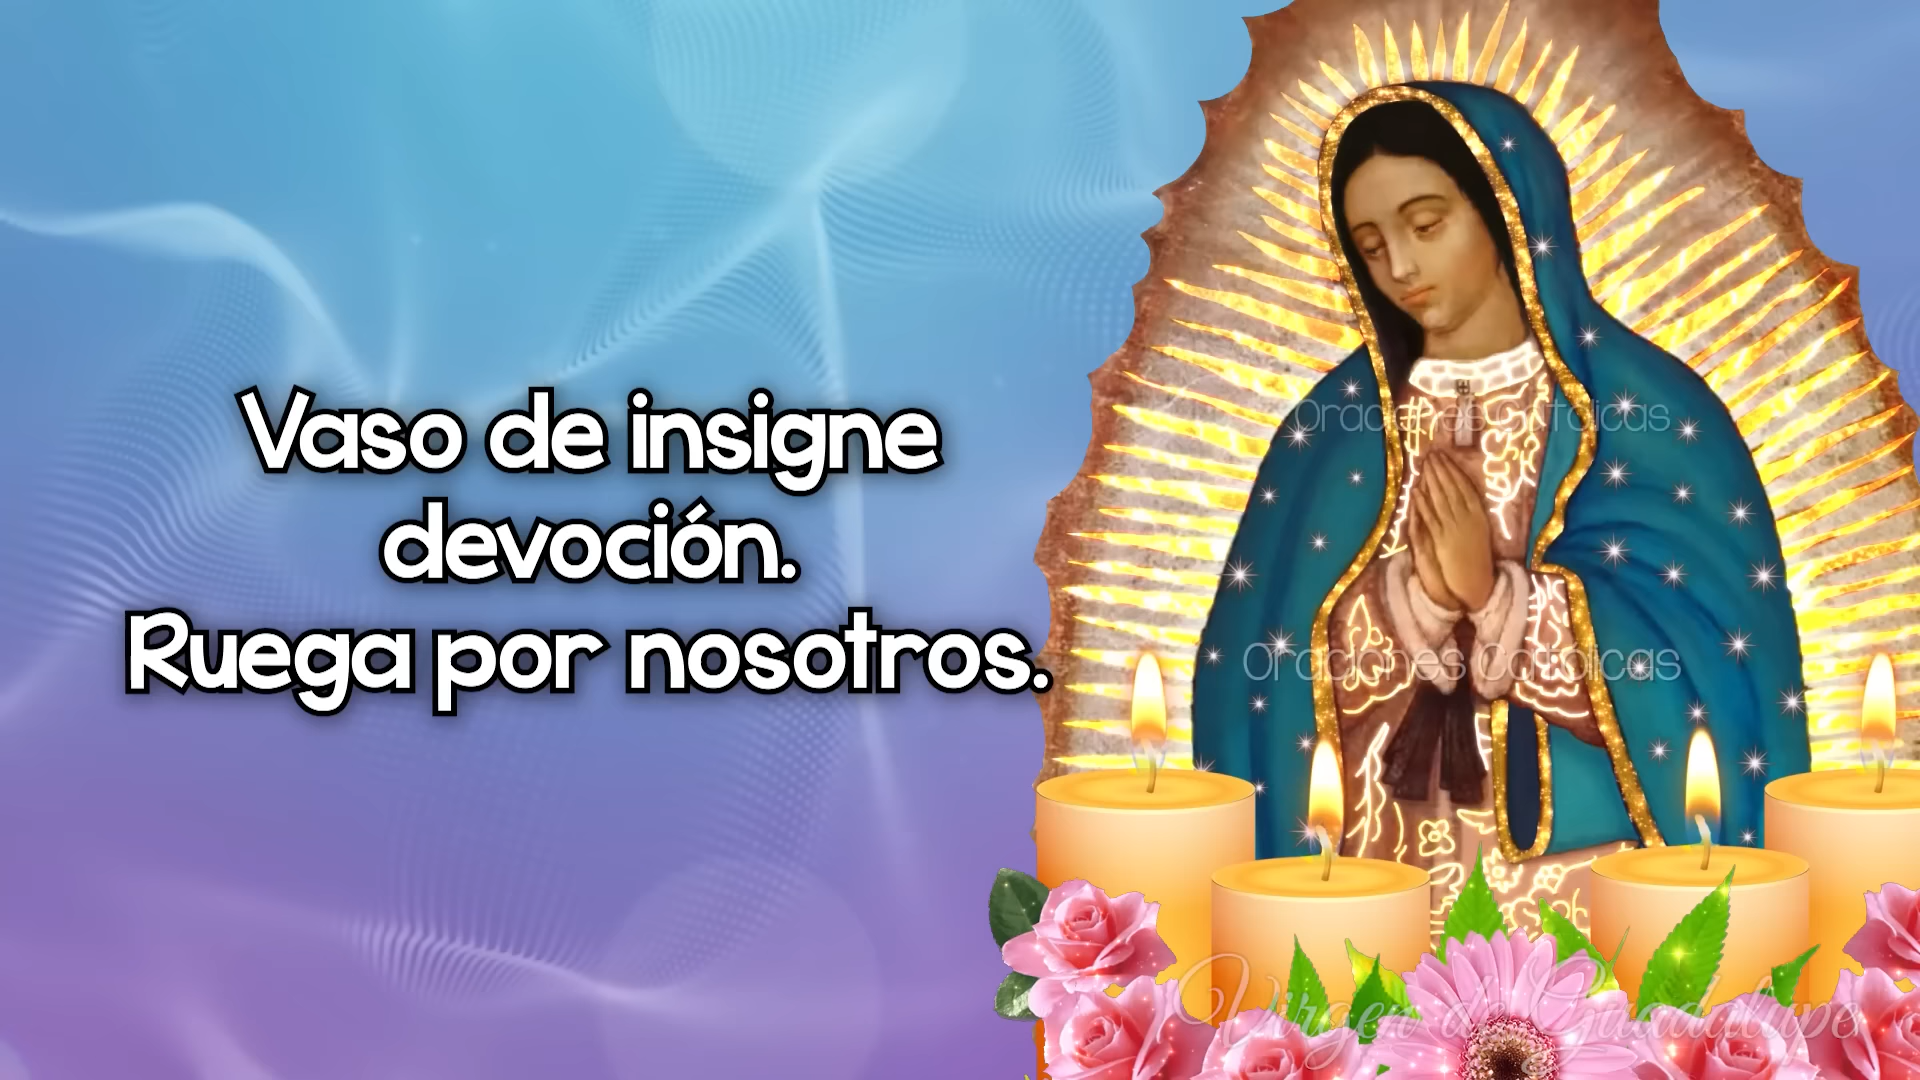 Vaso de insigne
devoción.
Ruega por nosotros.
Oraciones Católicas
Oraciones Católicas
Virgen de Guadalupe